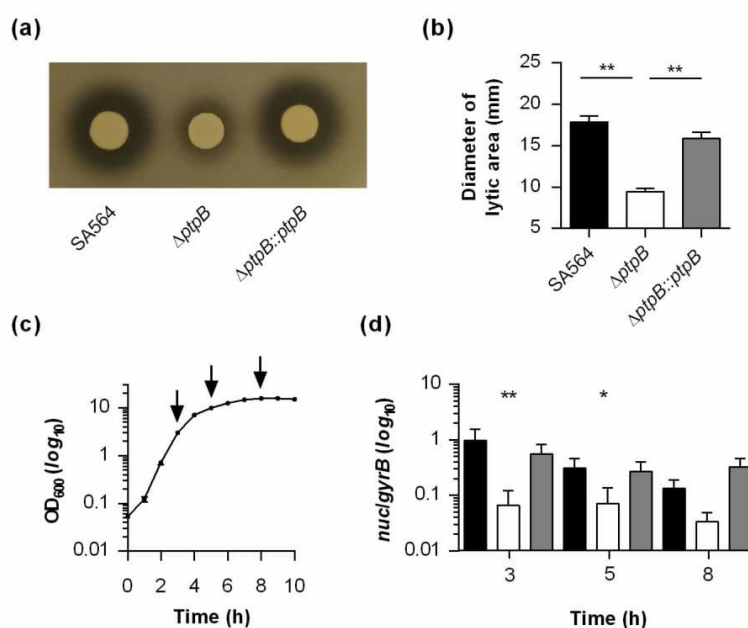 (a)
SA564
ΔptpB
ΔptpB::ptpB
(b)
Diameter of
lytic area (mm)
25
20
15
10
5
**
**
SA564
ΔptpB
ΔptpB::ptpB
(c)
OD600 (log10)
10
1
0.1
0.01
0
2
4
6
8
10
Time (h)
(d)
nuc/gyrB (log10)
10
1
0.1
0.01
**
*
3
5
8
Time (h)